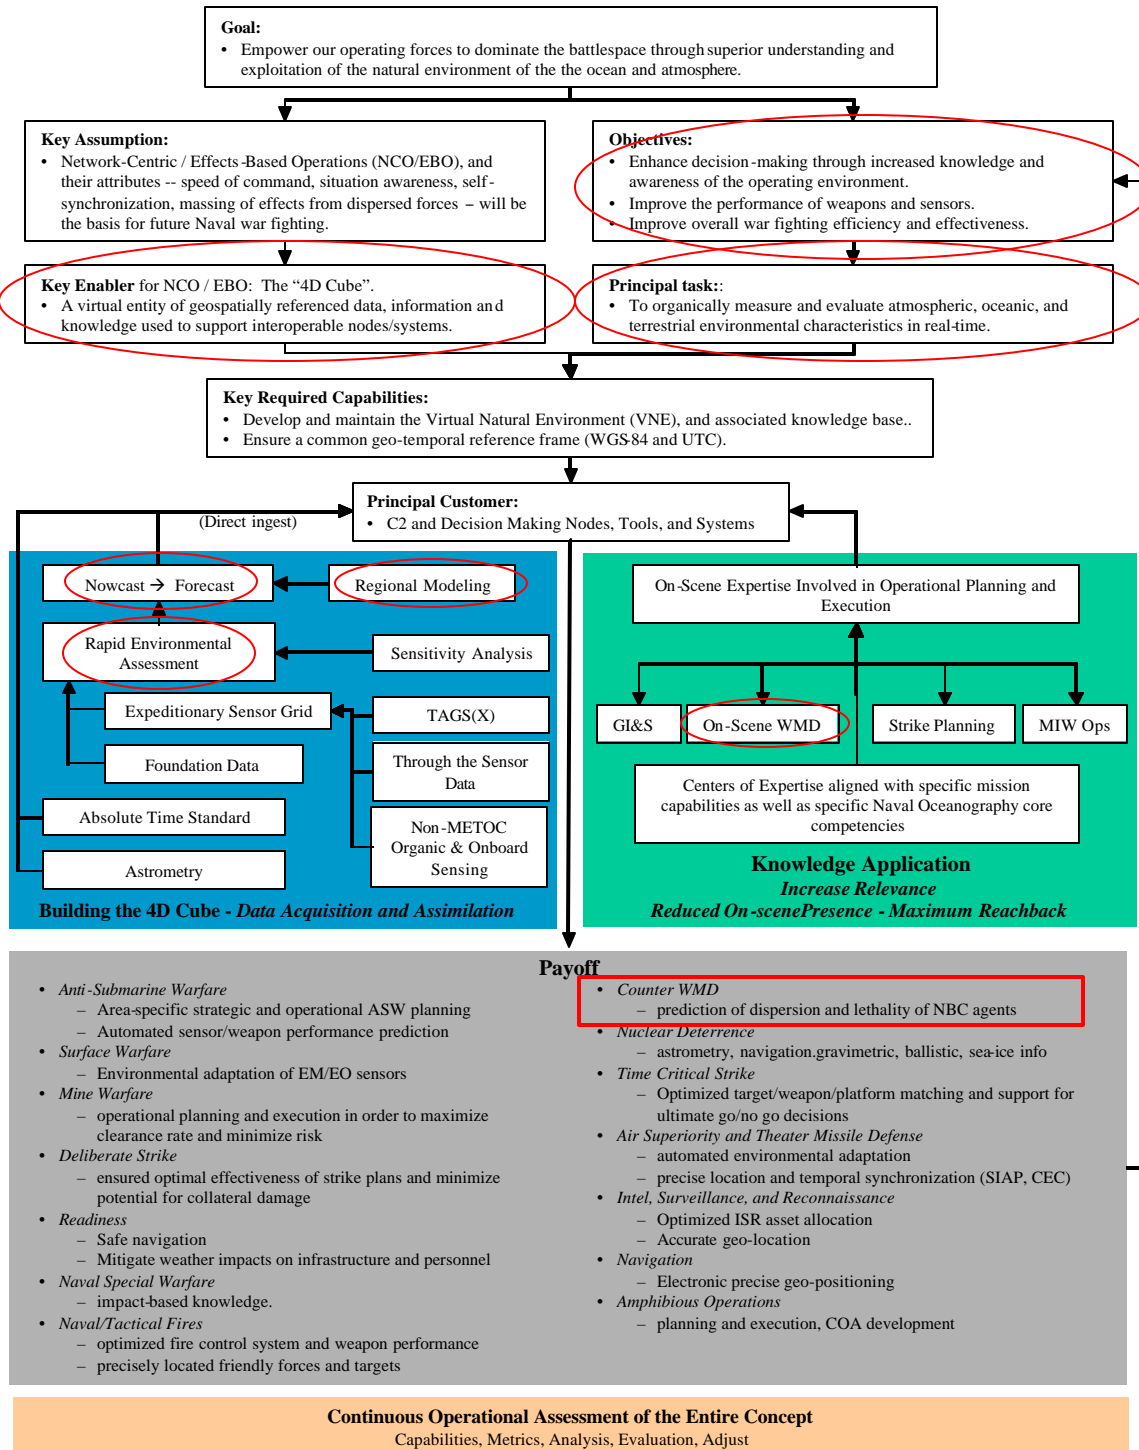 Goal:
• Empower our operating forces to dominate the battlespace through superior understanding and
exploitation of the natural environment of the the ocean and atmosphere.
Key Assumption:
• Network-Centric / Effects-Based Operations (NCO/EBO), and
their attributes -- speed of command, situation awareness, self-
synchronization, massing of effects from dispersed forces – will be
the basis for future Naval war fighting.
Objectives:
• Enhance decision-making through increased knowledge and
awareness of the operating environment.
• Improve the performance of weapons and sensors.
• Improve overall war fighting efficiency and effectiveness.
Key Enabler for NCO / EBO: The “4D Cube”.
• A virtual entity of geospatially referenced data, information and
knowledge used to support interoperable nodes/systems.
Principal task::
• To organically measure and evaluate atmospheric, oceanic, and
terrestrial environmental characteristics in real-time.
Key Required Capabilities:
• Develop and maintain the Virtual Natural Environment (VNE), and associated knowledge base..
• Ensure a common geo-temporal reference frame (WGS-84 and UTC).
Principal Customer:
• C2 and Decision Making Nodes, Tools, and Systems
(Direct ingest)
Nowcast → Forecast
Regional Modeling
Rapid Environmental
Assessment
Sensitivity Analysis
Expeditionary Sensor Grid
TAGS(X)
Foundation Data
Through the Sensor
Data
Absolute Time Standard
Non-METOC
Organic & Onboard
Sensing
Astrometry
Building the 4D Cube - Data Acquisition and Assimilation
On-Scene Expertise Involved in Operational Planning and
Execution
GI&S
On-Scene WMD
Strike Planning
MIW Ops
Centers of Expertise aligned with specific mission
capabilities as well as specific Naval Oceanography core
competencies
Knowledge Application
Increase Relevance
Reduced On-scenePresence - Maximum Reachback
Payoff
• Anti-Submarine Warfare
– Area-specific strategic and operational ASW planning
– Automated sensor/weapon performance prediction
• Surface Warfare
– Environmental adaptation of EM/EO sensors
• Mine Warfare
– operational planning and execution in order to maximize
clearance rate and minimize risk
• Deliberate Strike
– ensured optimal effectiveness of strike plans and minimize
potential for collateral damage
• Readiness
– Safe navigation
– Mitigate weather impacts on infrastructure and personnel
• Naval Special Warfare
– impact-based knowledge.
• Naval/Tactical Fires
– optimized fire control system and weapon performance
– precisely located friendly forces and targets
• Counter WMD
– prediction of dispersion and lethality of NBC agents
• Nuclear Deterrence
– astrometry, navigation.gravimetric, ballistic, sea-ice info
• Time Critical Strike
– Optimized target/weapon/platform matching and support for
ultimate go/no go decisions
• Air Superiority and Theater Missile Defense
– automated environmental adaptation
– precise location and temporal synchronization (SIAP, CEC)
• Intel, Surveillance, and Reconnaissance
– Optimized ISR asset allocation
– Accurate geo-location
• Navigation
– Electronic precise geo-positioning
• Amphibious Operations
– planning and execution, COA development
Continuous Operational Assessment of the Entire Concept
Capabilities, Metrics, Analysis, Evaluation, Adjust